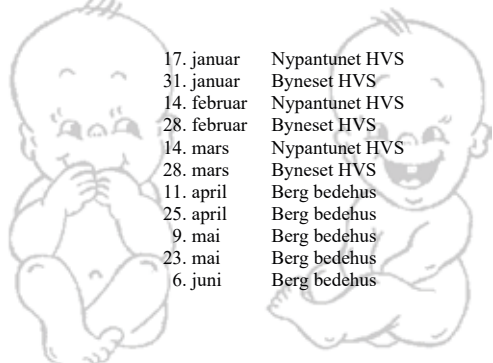 17. januar Nypantunet HVS
31. januar Byneset HVS
14. februar Nypantunet HVS
28. februar Byneset HVS
14. mars Nypantunet HVS
28. mars Byneset HVS
11. april Berg bedehus
25. april Berg bedehus
9. mai Berg bedehus
23. mai Berg bedehus
6. juni Berg bedehus